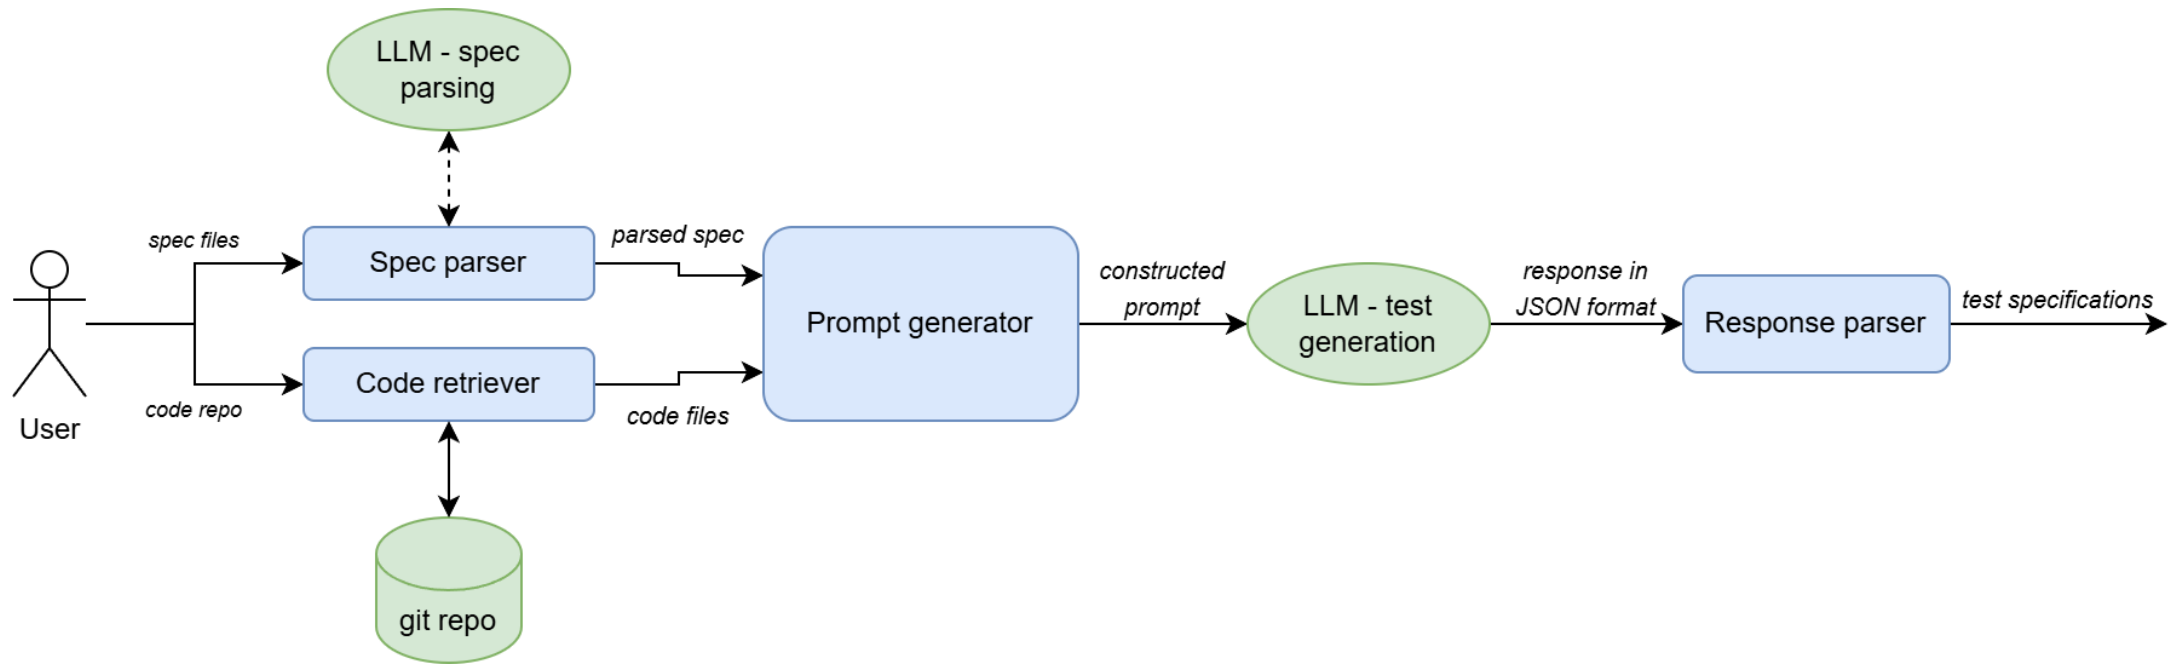 LLM - spec
parsing
spec files
Spec parser
parsed spec
User
code repo
Code retriever
code files
git repo
Prompt generator
constructed
prompt
LLM - test
generation
response in
JSON format
Response parser
test specifications